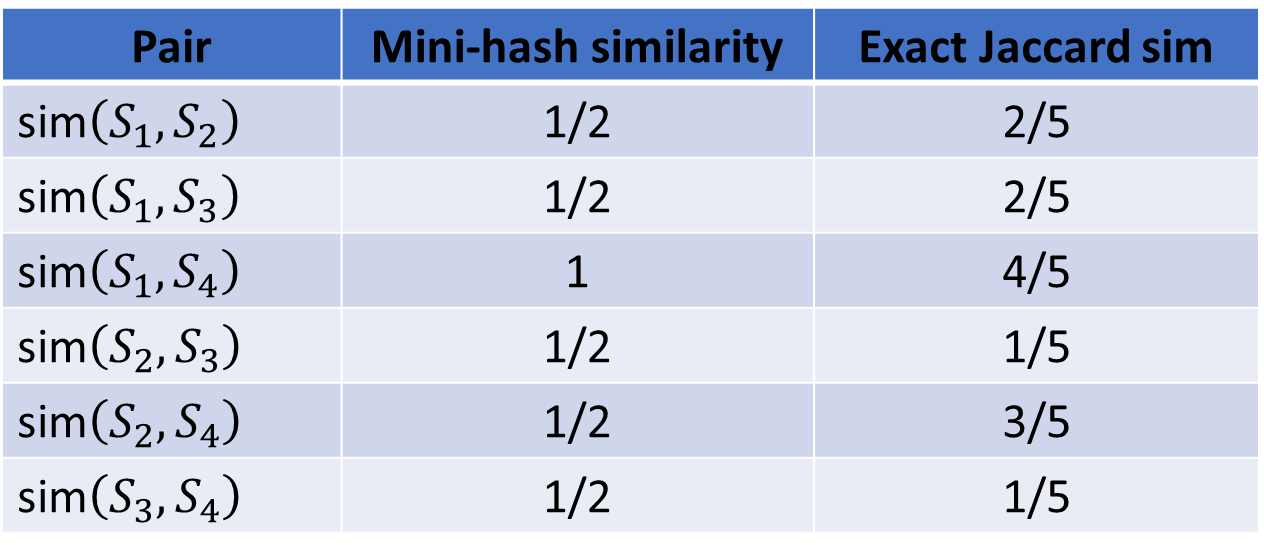 Pair Mini-hash similarity Exact Jaccard sim
sim(S₁, S₂) 1/2 2/5
sim(S₁, S₃) 1/2 2/5
sim(S₁, S₄) 1 4/5
sim(S₂, S₃) 1/2 1/5
sim(S₂, S₄) 1/2 3/5
sim(S₃, S₄) 1/2 1/5